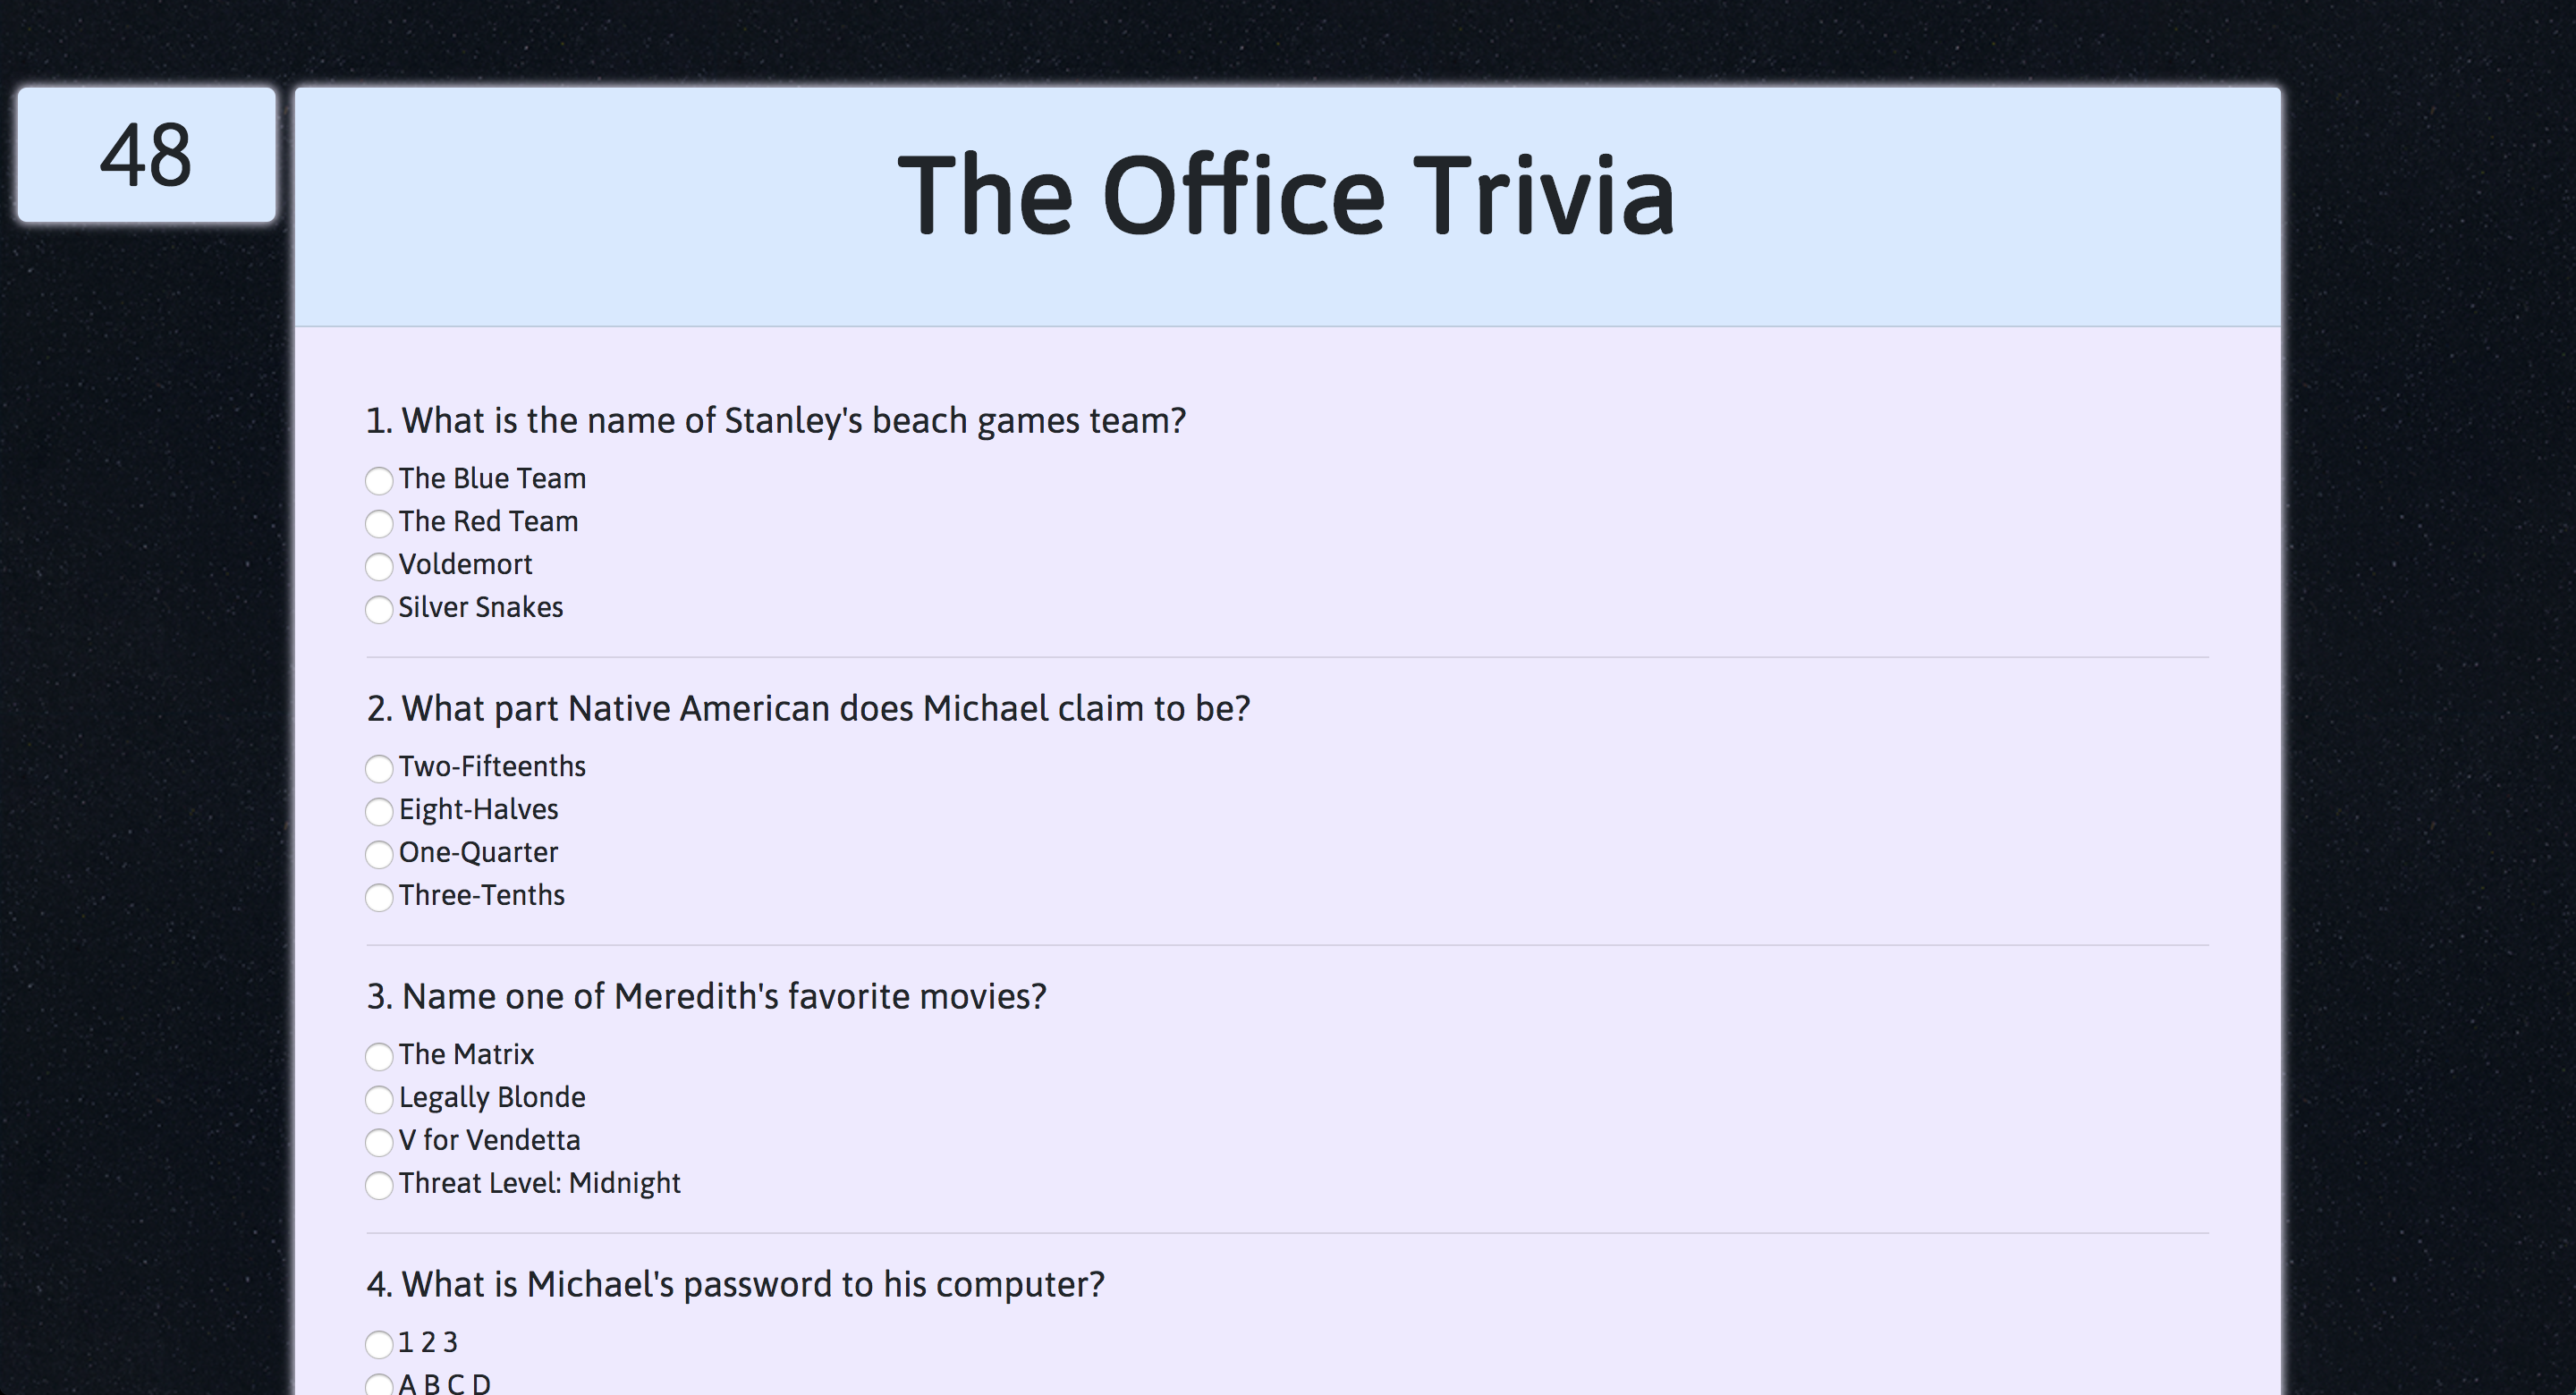 48
The Office Trivia
1. What is the name of Stanley's beach games team?
The Blue Team
The Red Team
Voldemort
Silver Snakes
2. What part Native American does Michael claim to be?
Two-Fifteenths
Eight-Halves
One-Quarter
Three-Tenths
3. Name one of Meredith's favorite movies?
The Matrix
Legally Blonde
V for Vendetta
Threat Level: Midnight
4. What is Michael's password to his computer?
1 2 3
A B C D